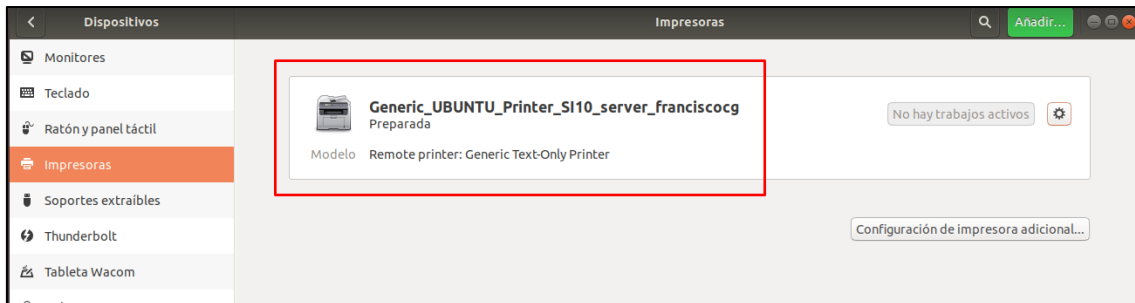 Dispositivos
Impresoras
Añadir...
Monitores
Teclado
Ratón y panel táctil
Impresoras
Soportes extraíbles
Thunderbolt
Tableta Wacom
Generic_UBUNTU_Printer_SI10_server_franciscocg
Preparada
Modelo Remote printer: Generic Text-Only Printer
No hay trabajos activos
Configuración de impresora adicional...